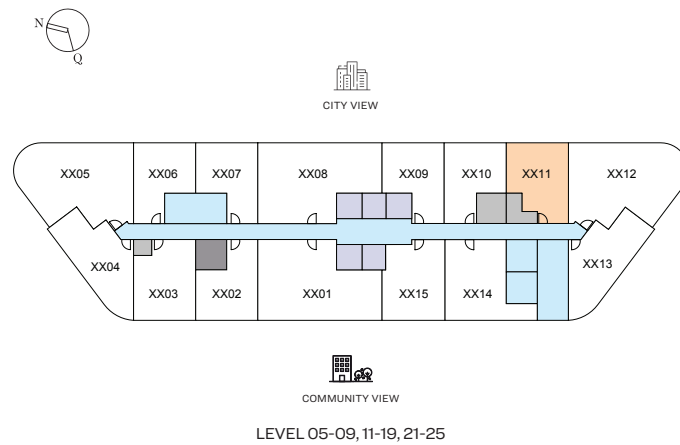 N
Q
CITY VIEW
XX05 XX06 XX07 XX08 XX09 XX10 XX11 XX12
XX04 XX13
XX03 XX02 XX01 XX15 XX14
COMMUNITY VIEW
LEVEL 05-09, 11-19, 21-25